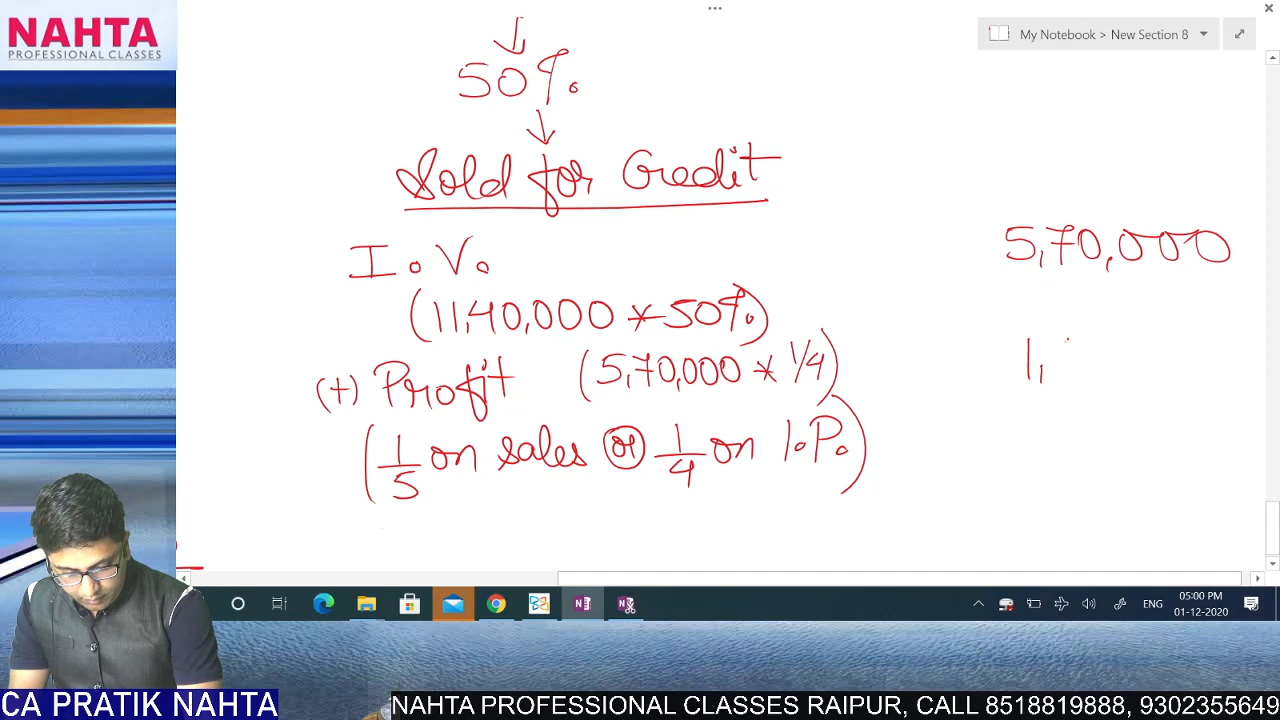 NAHTA
PROFESSIONAL CLASSES
My Notebook > New Section 8
50%
Sold for Credit
I.V. 5,70,000
(11,40,000 * 50%)
(+) Profit (5,70,000 * 1/4) 1,
(1/5 on sales or 1/4 on I.P.)
ENG
05:00 PM
01-12-2020
CA PRATIK NAHTA
NAHTA PROFESSIONAL CLASSES RAIPUR, CALL 8518819888, 9302355649